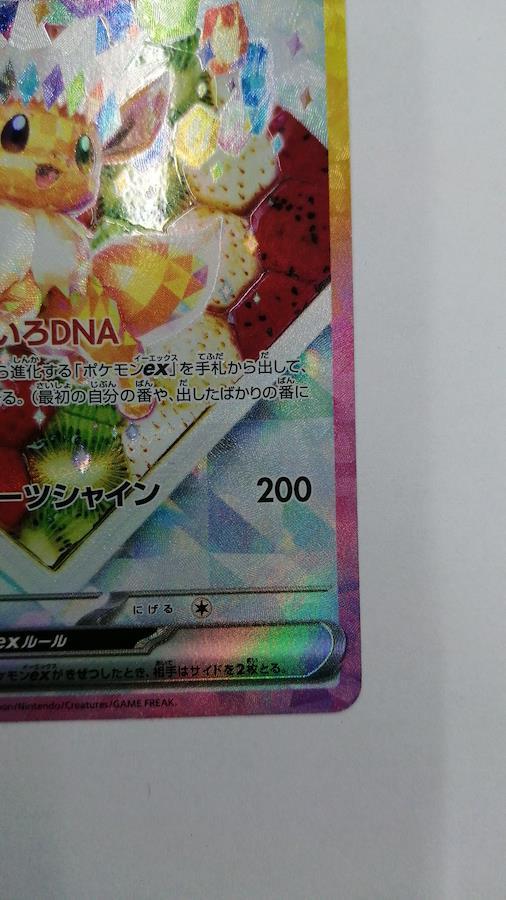 いろDNA
ら進化する「ポケモンex」を手札から出して、
る。(最初の自分の番や、出したばかりの番に
ーツシャイン 200
にげる
exルール
ケモンexがきぜつしたとき、相手はサイドを2枚とる。
on/Nintendo/Creatures/GAME FREAK.